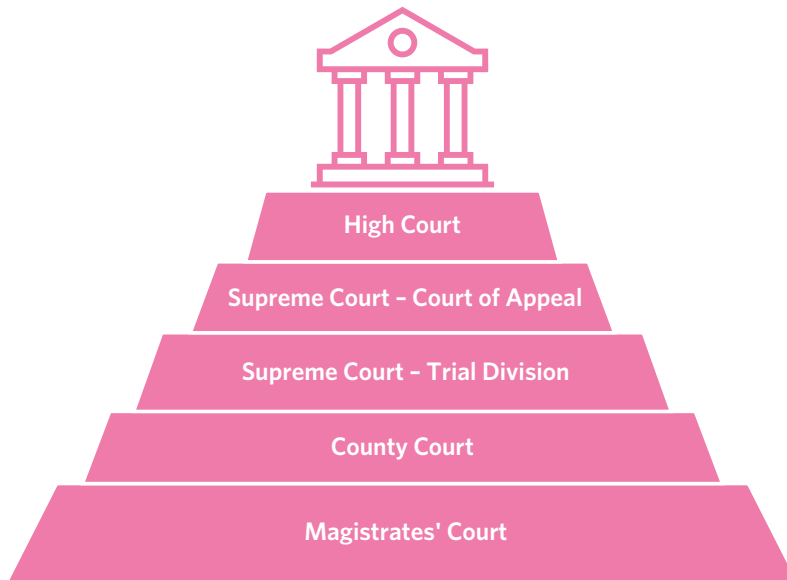 High Court
Supreme Court – Court of Appeal
Supreme Court – Trial Division
County Court
Magistrates' Court